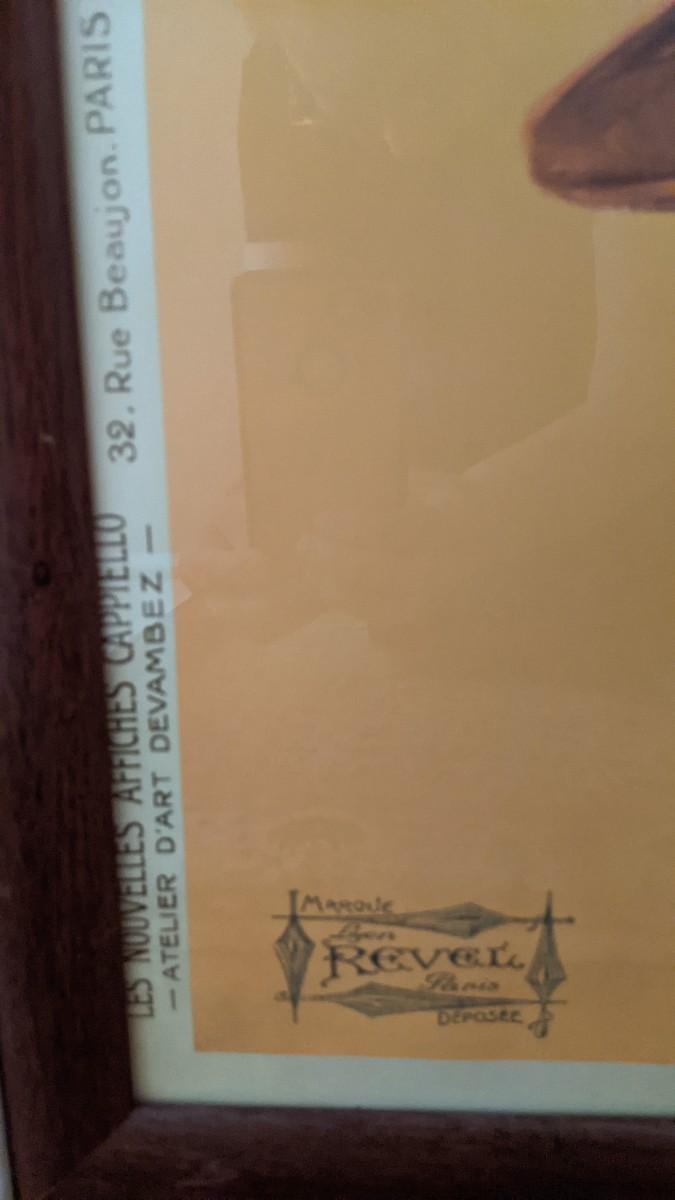 LES NOUVELLES AFFICHES CAPPIELLO 32. Rue Beaujon. PARIS
— ATELIER D'ART DEVAMBEZ —
MARQUE
Lyon
REVEL
Paris
DÉPOSÉE